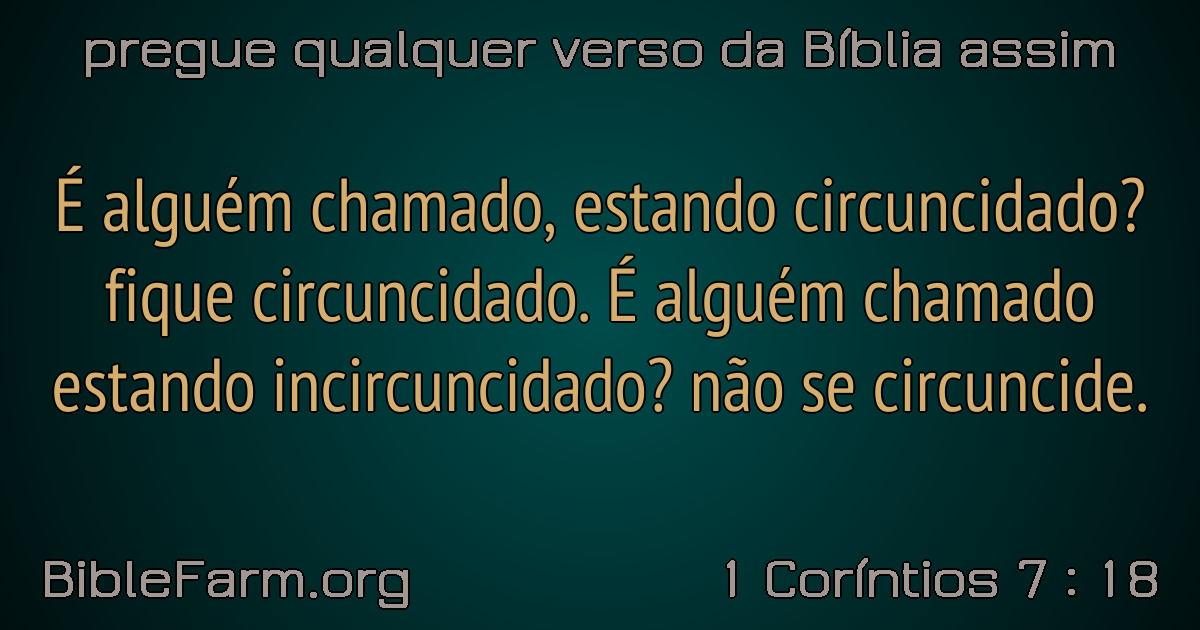 pregue qualquer verso da Bíblia assim
É alguém chamado, estando circuncidado?
fique circuncidado. É alguém chamado
estando incircuncidado? não se circuncide.
BibleFarm.org
1 Coríntios 7 : 18